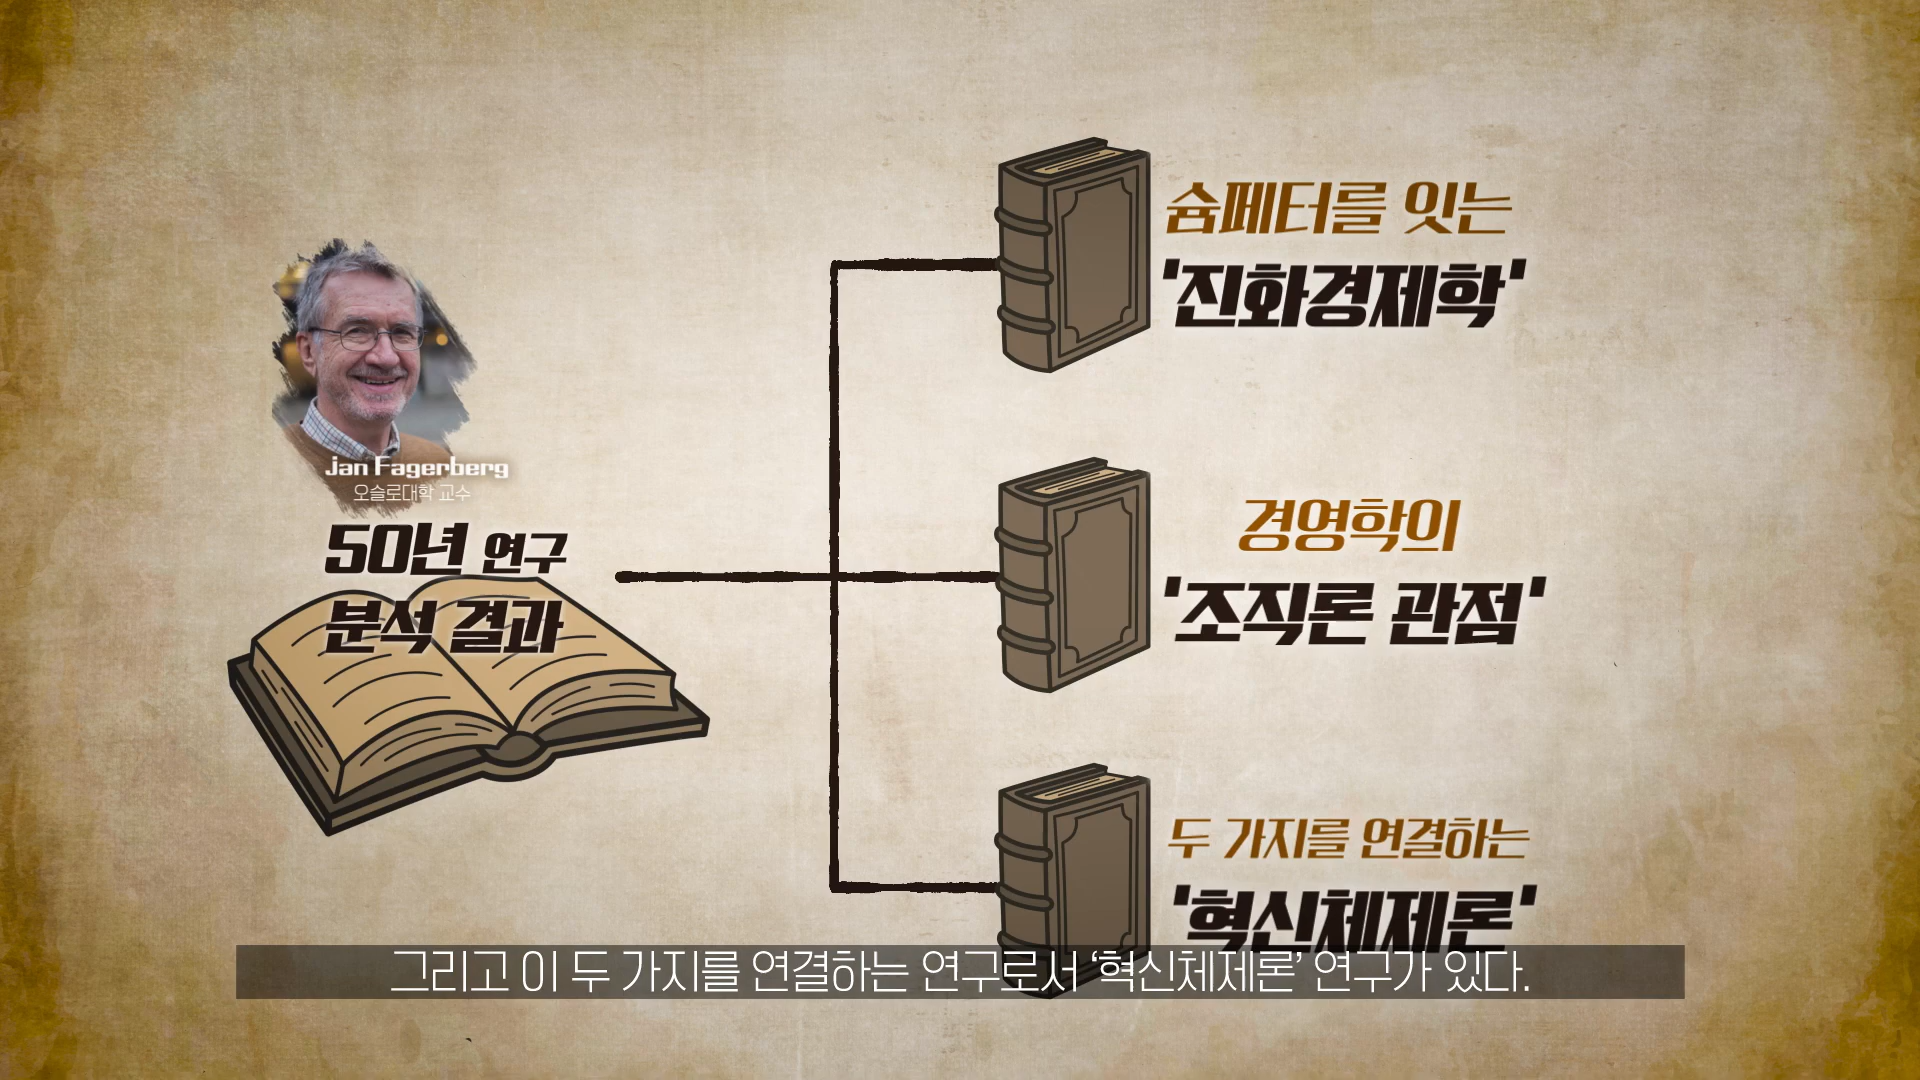 Jan Fagerberg
오슬로대학 교수
50년 연구
분석 결과
슘페터를 잇는
'진화경제학'
경영학의
'조직론 관점'
두 가지를 연결하는
'혁신체제론'
그리고 이 두 가지를 연결하는 연구로서 ‘혁신체제론’ 연구가 있다.